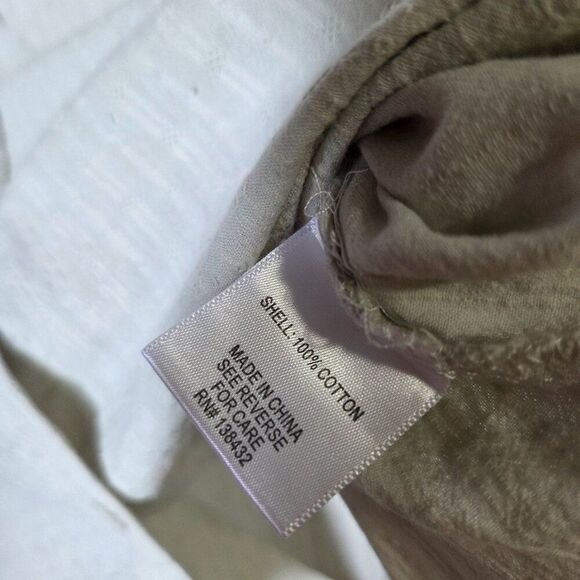 SHELL: 100% COTTON
MADE IN CHINA
SEE REVERSE
FOR CARE
RN# 138432